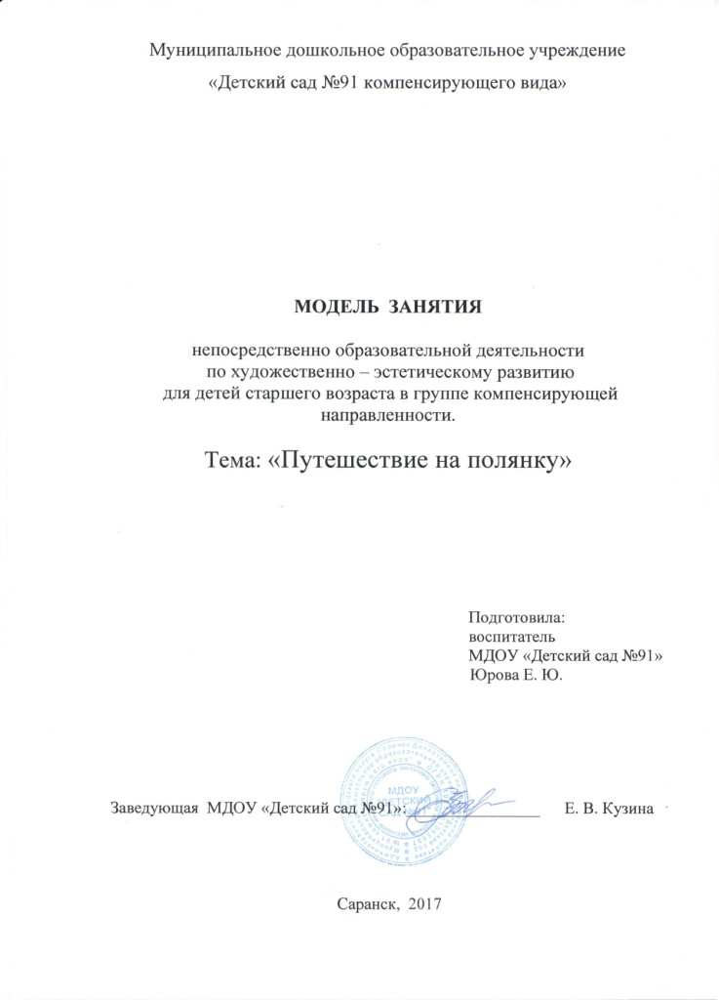 Муниципальное дошкольное образовательное учреждение
«Детский сад №91 компенсирующего вида»
МОДЕЛЬ ЗАНЯТИЯ
непосредственно образовательной деятельности
по художественно – эстетическому развитию
для детей старшего возраста в группе компенсирующей
направленности.
Тема: «Путешествие на полянку»
Подготовила:
воспитатель
МДОУ «Детский сад №91»
Юрова Е. Ю.
МДОУ
"ДЕТСКИЙ
Заведующая МДОУ «Детский сад №91»:________________ Е. В. Кузина
Саранск, 2017